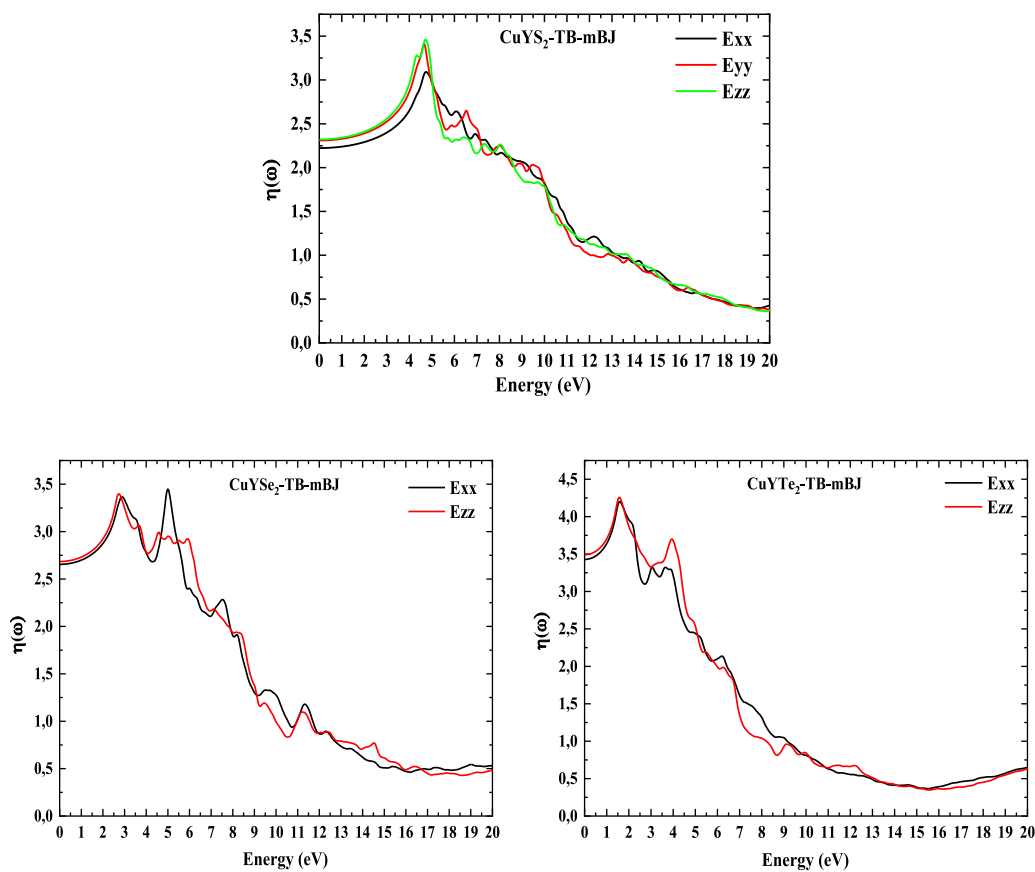 CuYS₂-TB-mBJ
Exx
Eyy
Ezz
η(ω)
3,5
3,0
2,5
2,0
1,5
1,0
0,5
0,0
0 1 2 3 4 5 6 7 8 9 10 11 12 13 14 15 16 17 18 19 20
Energy (eV)
CuYSe₂-TB-mBJ
Exx
Ezz
η(ω)
3,5
3,0
2,5
2,0
1,5
1,0
0,5
0,0
0 1 2 3 4 5 6 7 8 9 10 11 12 13 14 15 16 17 18 19 20
Energy (eV)
CuYTe₂-TB-mBJ
Exx
Ezz
η(ω)
4,5
4,0
3,5
3,0
2,5
2,0
1,5
1,0
0,5
0,0
0 1 2 3 4 5 6 7 8 9 10 11 12 13 14 15 16 17 18 19 20
Energy (eV)